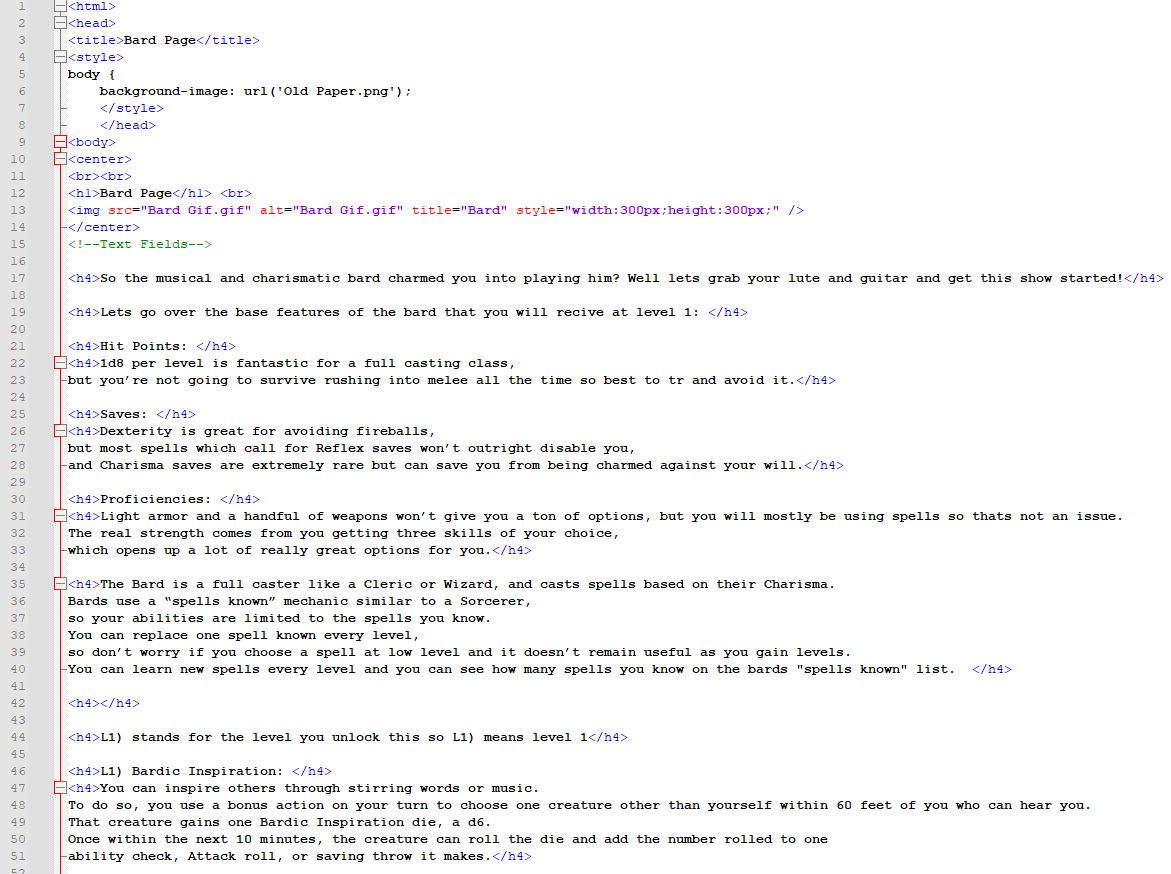 1 <html>
2 <head>
3 <title>Bard Page</title>
4 <style>
5 body {
6 background-image: url('Old Paper.png');
7 </style>
8 </head>
9 <body>
10 <center>
11 <br><br>
12 <h1>Bard Page</h1> <br>
13 <img src="Bard Gif.gif" alt="Bard Gif.gif" title="Bard" style="width:300px;height:300px;" />
14 </center>
15 <!--Text Fields-->
16
17 <h4>So the musical and charismatic bard charmed you into playing him? Well lets grab your lute and guitar and get this show started!</h4>
18
19 <h4>Lets go over the base features of the bard that you will recive at level 1: </h4>
20
21 <h4>Hit Points: </h4>
22 <h4>1d8 per level is fantastic for a full casting class,
23 but you’re not going to survive rushing into melee all the time so best to tr and avoid it.</h4>
24
25 <h4>Saves: </h4>
26 <h4>Dexterity is great for avoiding fireballs,
27 but most spells which call for Reflex saves won’t outright disable you,
28 and Charisma saves are extremely rare but can save you from being charmed against your will.</h4>
29
30 <h4>Proficiencies: </h4>
31 <h4>Light armor and a handful of weapons won’t give you a ton of options, but you will mostly be using spells so thats not an issue.
32 The real strength comes from you getting three skills of your choice,
33 which opens up a lot of really great options for you.</h4>
34
35 <h4>The Bard is a full caster like a Cleric or Wizard, and casts spells based on their Charisma.
36 Bards use a “spells known” mechanic similar to a Sorcerer,
37 so your abilities are limited to the spells you know.
38 You can replace one spell known every level,
39 so don’t worry if you choose a spell at low level and it doesn’t remain useful as you gain levels.
40 You can learn new spells every level and you can see how many spells you know on the bards "spells known" list.  </h4>
41
42 <h4></h4>
43
44 <h4>L1) stands for the level you unlock this so L1) means level 1</h4>
45
46 <h4>L1) Bardic Inspiration: </h4>
47 <h4>You can inspire others through stirring words or music.
48 To do so, you use a bonus action on your turn to choose one creature other than yourself within 60 feet of you who can hear you.
49 That creature gains one Bardic Inspiration die, a d6.
50 Once within the next 10 minutes, the creature can roll the die and add the number rolled to one
51 ability check, Attack roll, or saving throw it makes.</h4>
52